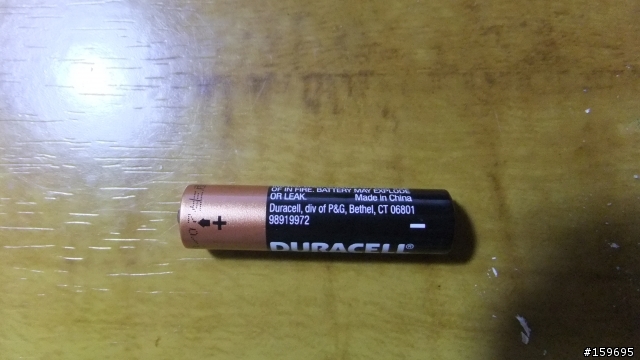 OF IN FIRE. BATTERY MAY EXPLODE
OR LEAK. Made in China
Duracell, div of P&G, Bethel, CT 06801
98919972
DURACELL®
+
-
#159695